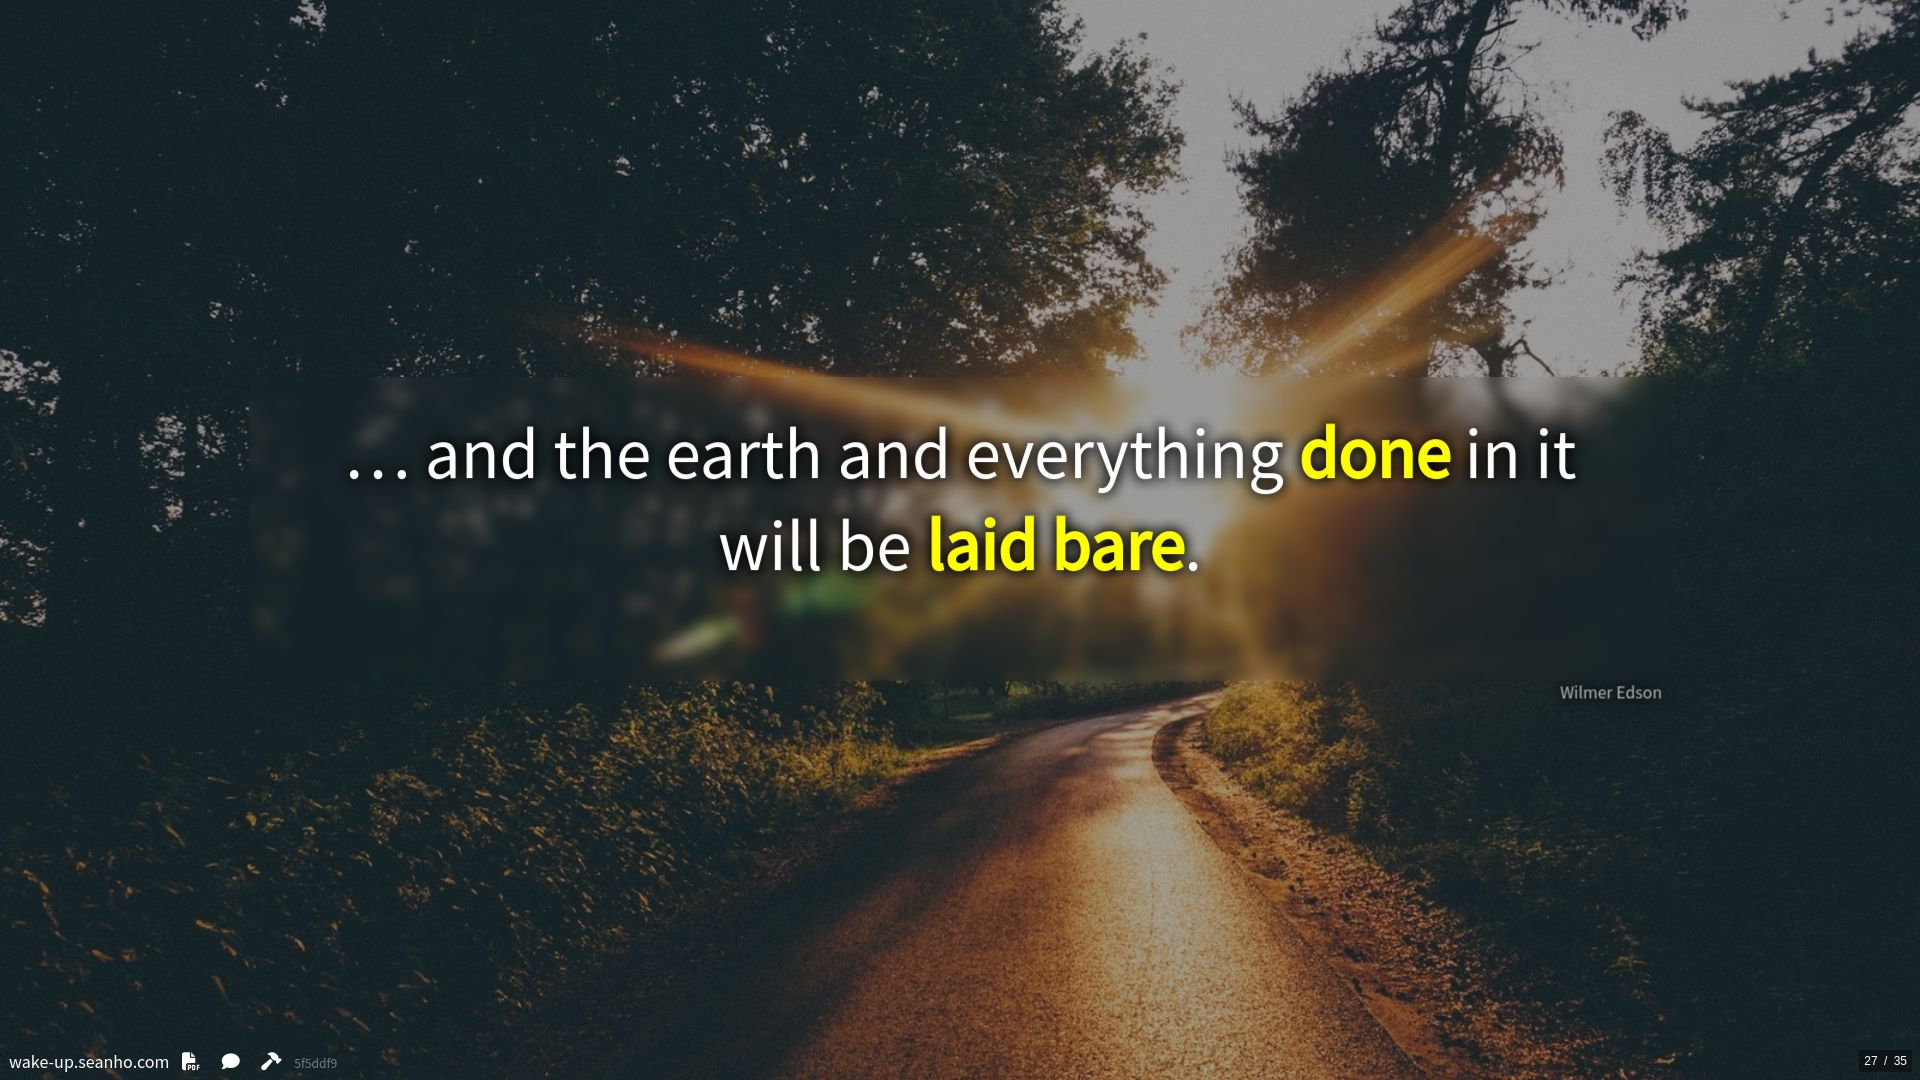 … and the earth and everything done in it
will be laid bare.
Wilmer Edson
wake-up.seanho.com PDF 5f5ddf9
27 / 35